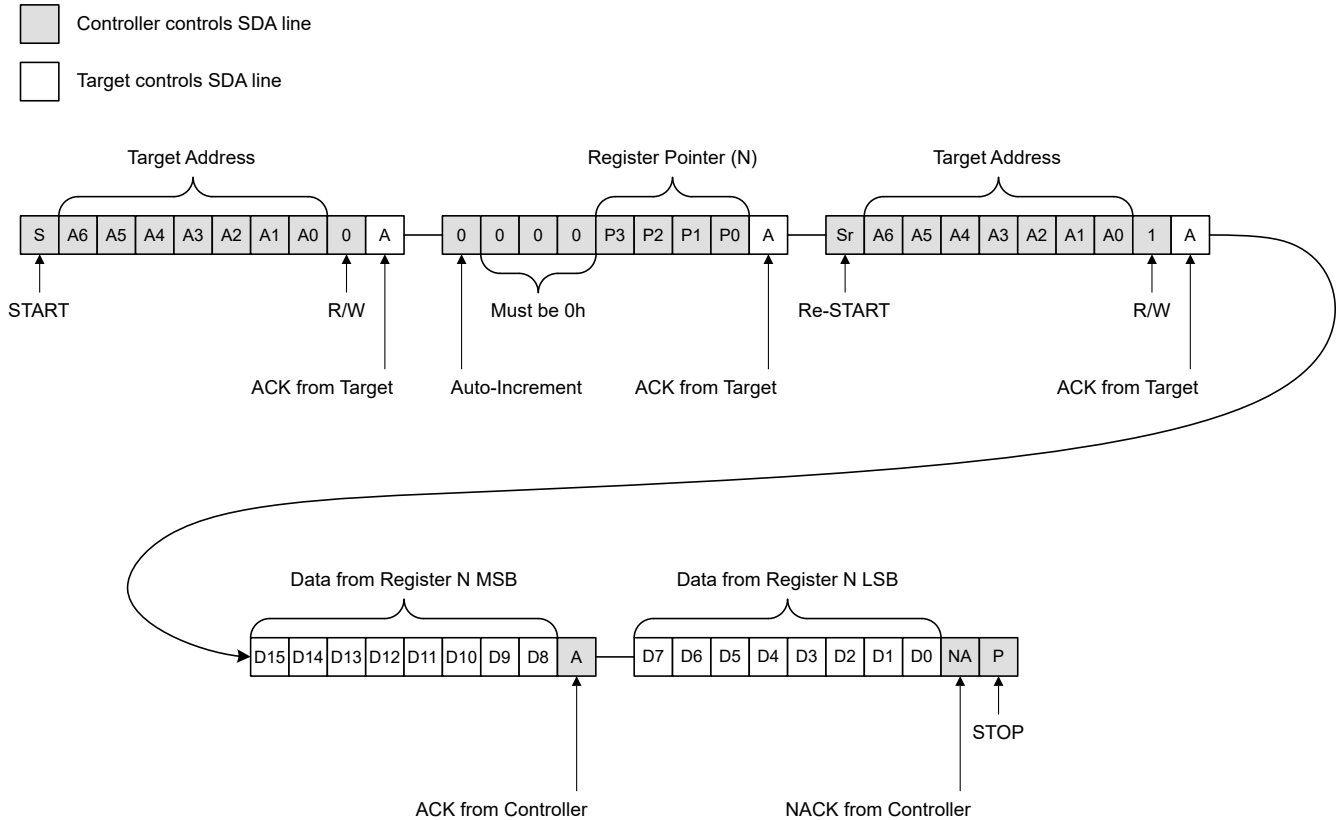 Controller controls SDA line
Target controls SDA line
Target Address
Register Pointer (N)
Target Address
S A6 A5 A4 A3 A2 A1 A0 0 A
0 0 0 0 P3 P2 P1 P0 A
Sr A6 A5 A4 A3 A2 A1 A0 1 A
START
R/W
Must be 0h
Re-START
R/W
ACK from Target
Auto-Increment
ACK from Target
ACK from Target
Data from Register N MSB
Data from Register N LSB
D15 D14 D13 D12 D11 D10 D9 D8 A
D7 D6 D5 D4 D3 D2 D1 D0 NA P
STOP
ACK from Controller
NACK from Controller